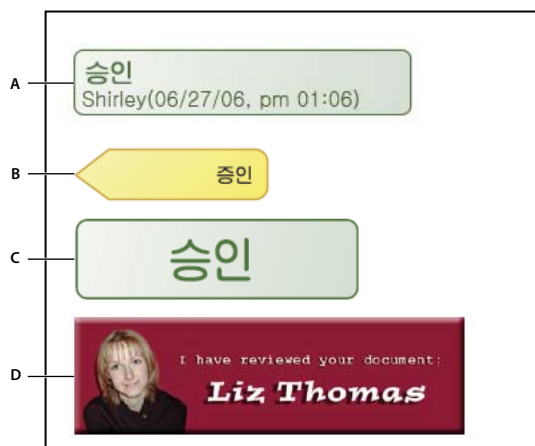 A
승인
Shirley(06/27/06, pm 01:06)
B
증인
C
승인
D
I have reviewed your document:
Liz Thomas